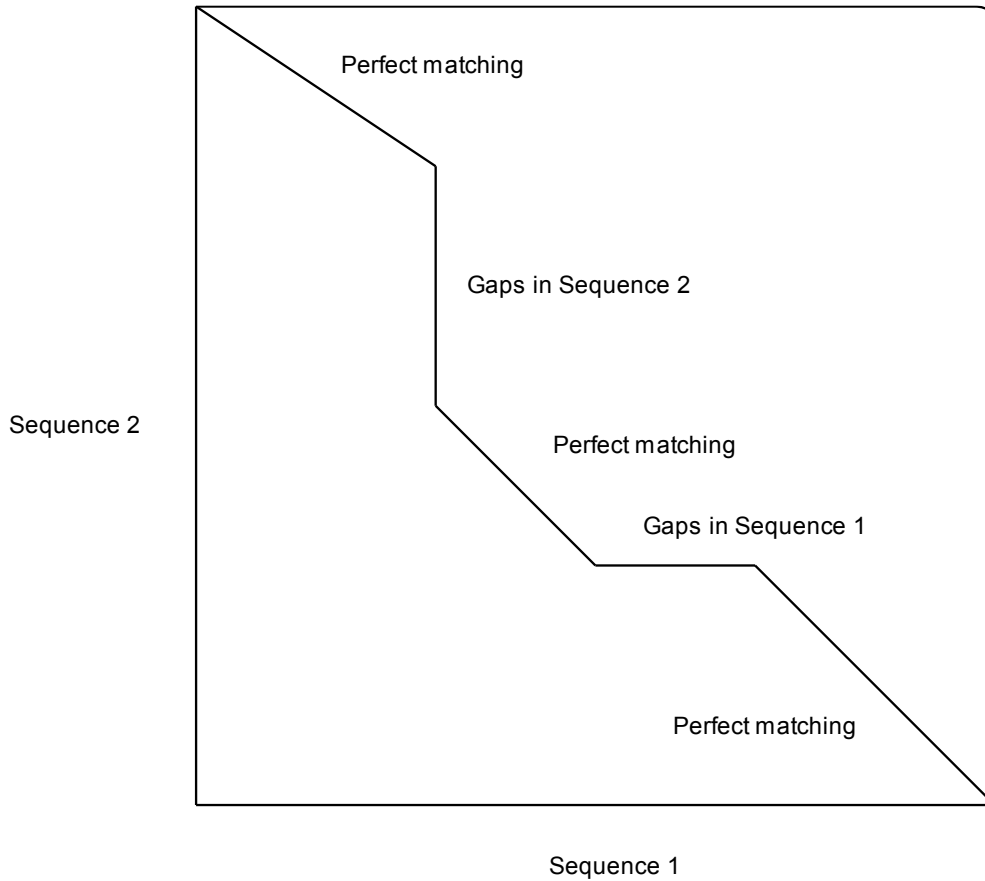 Perfect matching
Gaps in Sequence 2
Sequence 2
Perfect matching
Gaps in Sequence 1
Perfect matching
Sequence 1